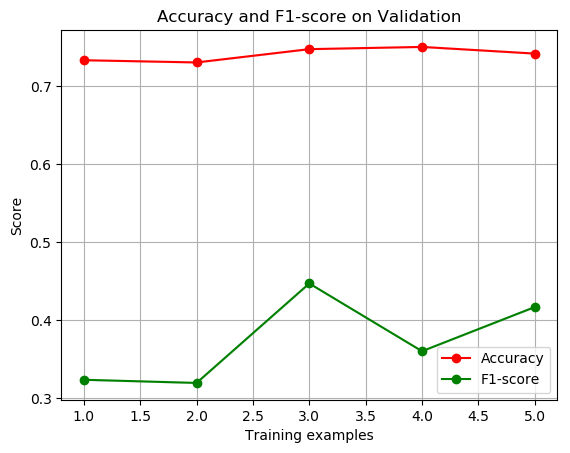 Accuracy and F1-score on Validation
Score
0.7
0.6
0.5
0.4
0.3
Accuracy
F1-score
1.0 1.5 2.0 2.5 3.0 3.5 4.0 4.5 5.0
Training examples